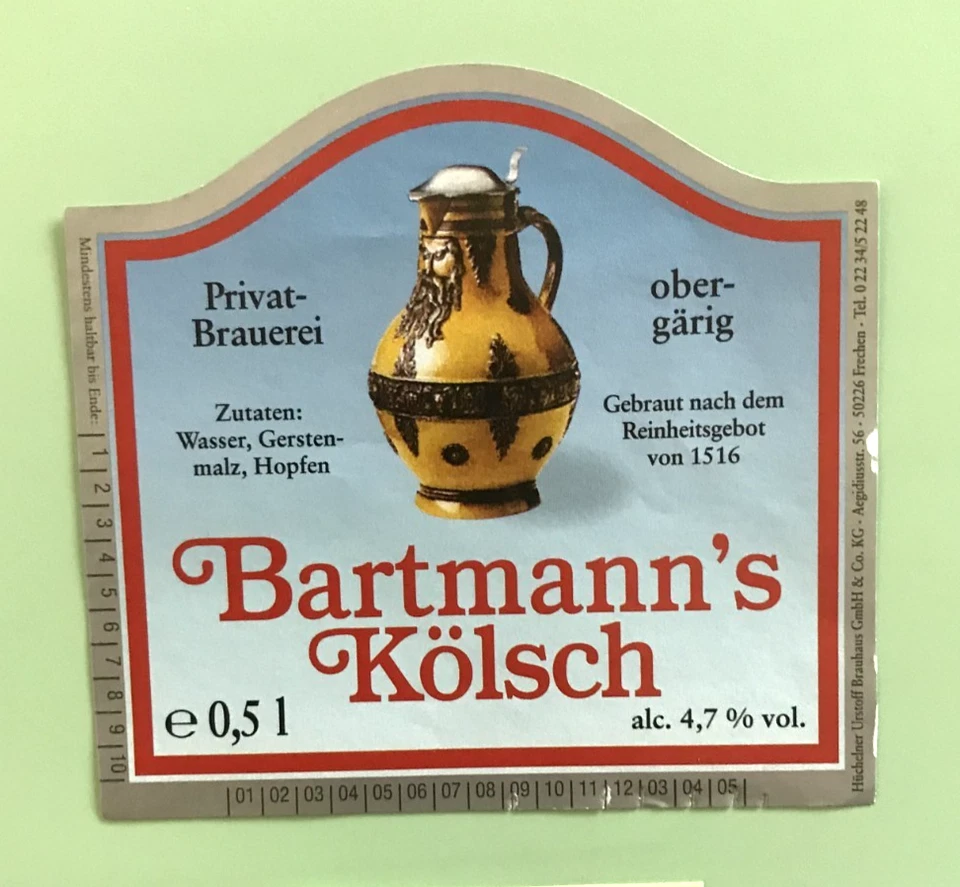 Privat-
Brauerei
ober-
gärig
Zutaten:
Wasser, Gersten-
malz, Hopfen
Gebraut nach dem
Reinheitsgebot
von 1516
Bartmann's
Kölsch
e 0,5 l
alc. 4,7 % vol.
Mindestens haltbar bis Ende: | 1 | 2 | 3 | 4 | 5 | 6 | 7 | 8 | 9 | 10 |
| 01 | 02 | 03 | 04 | 05 | 06 | 07 | 08 | 09 | 10 | 11 | 12 | 03 | 04 | 05 |
Hüchelner Urstoff Brauhaus GmbH & Co. KG · Aegidiusstr. 56 · 50226 Frechen · Tel. 0 22 34/5 22 48